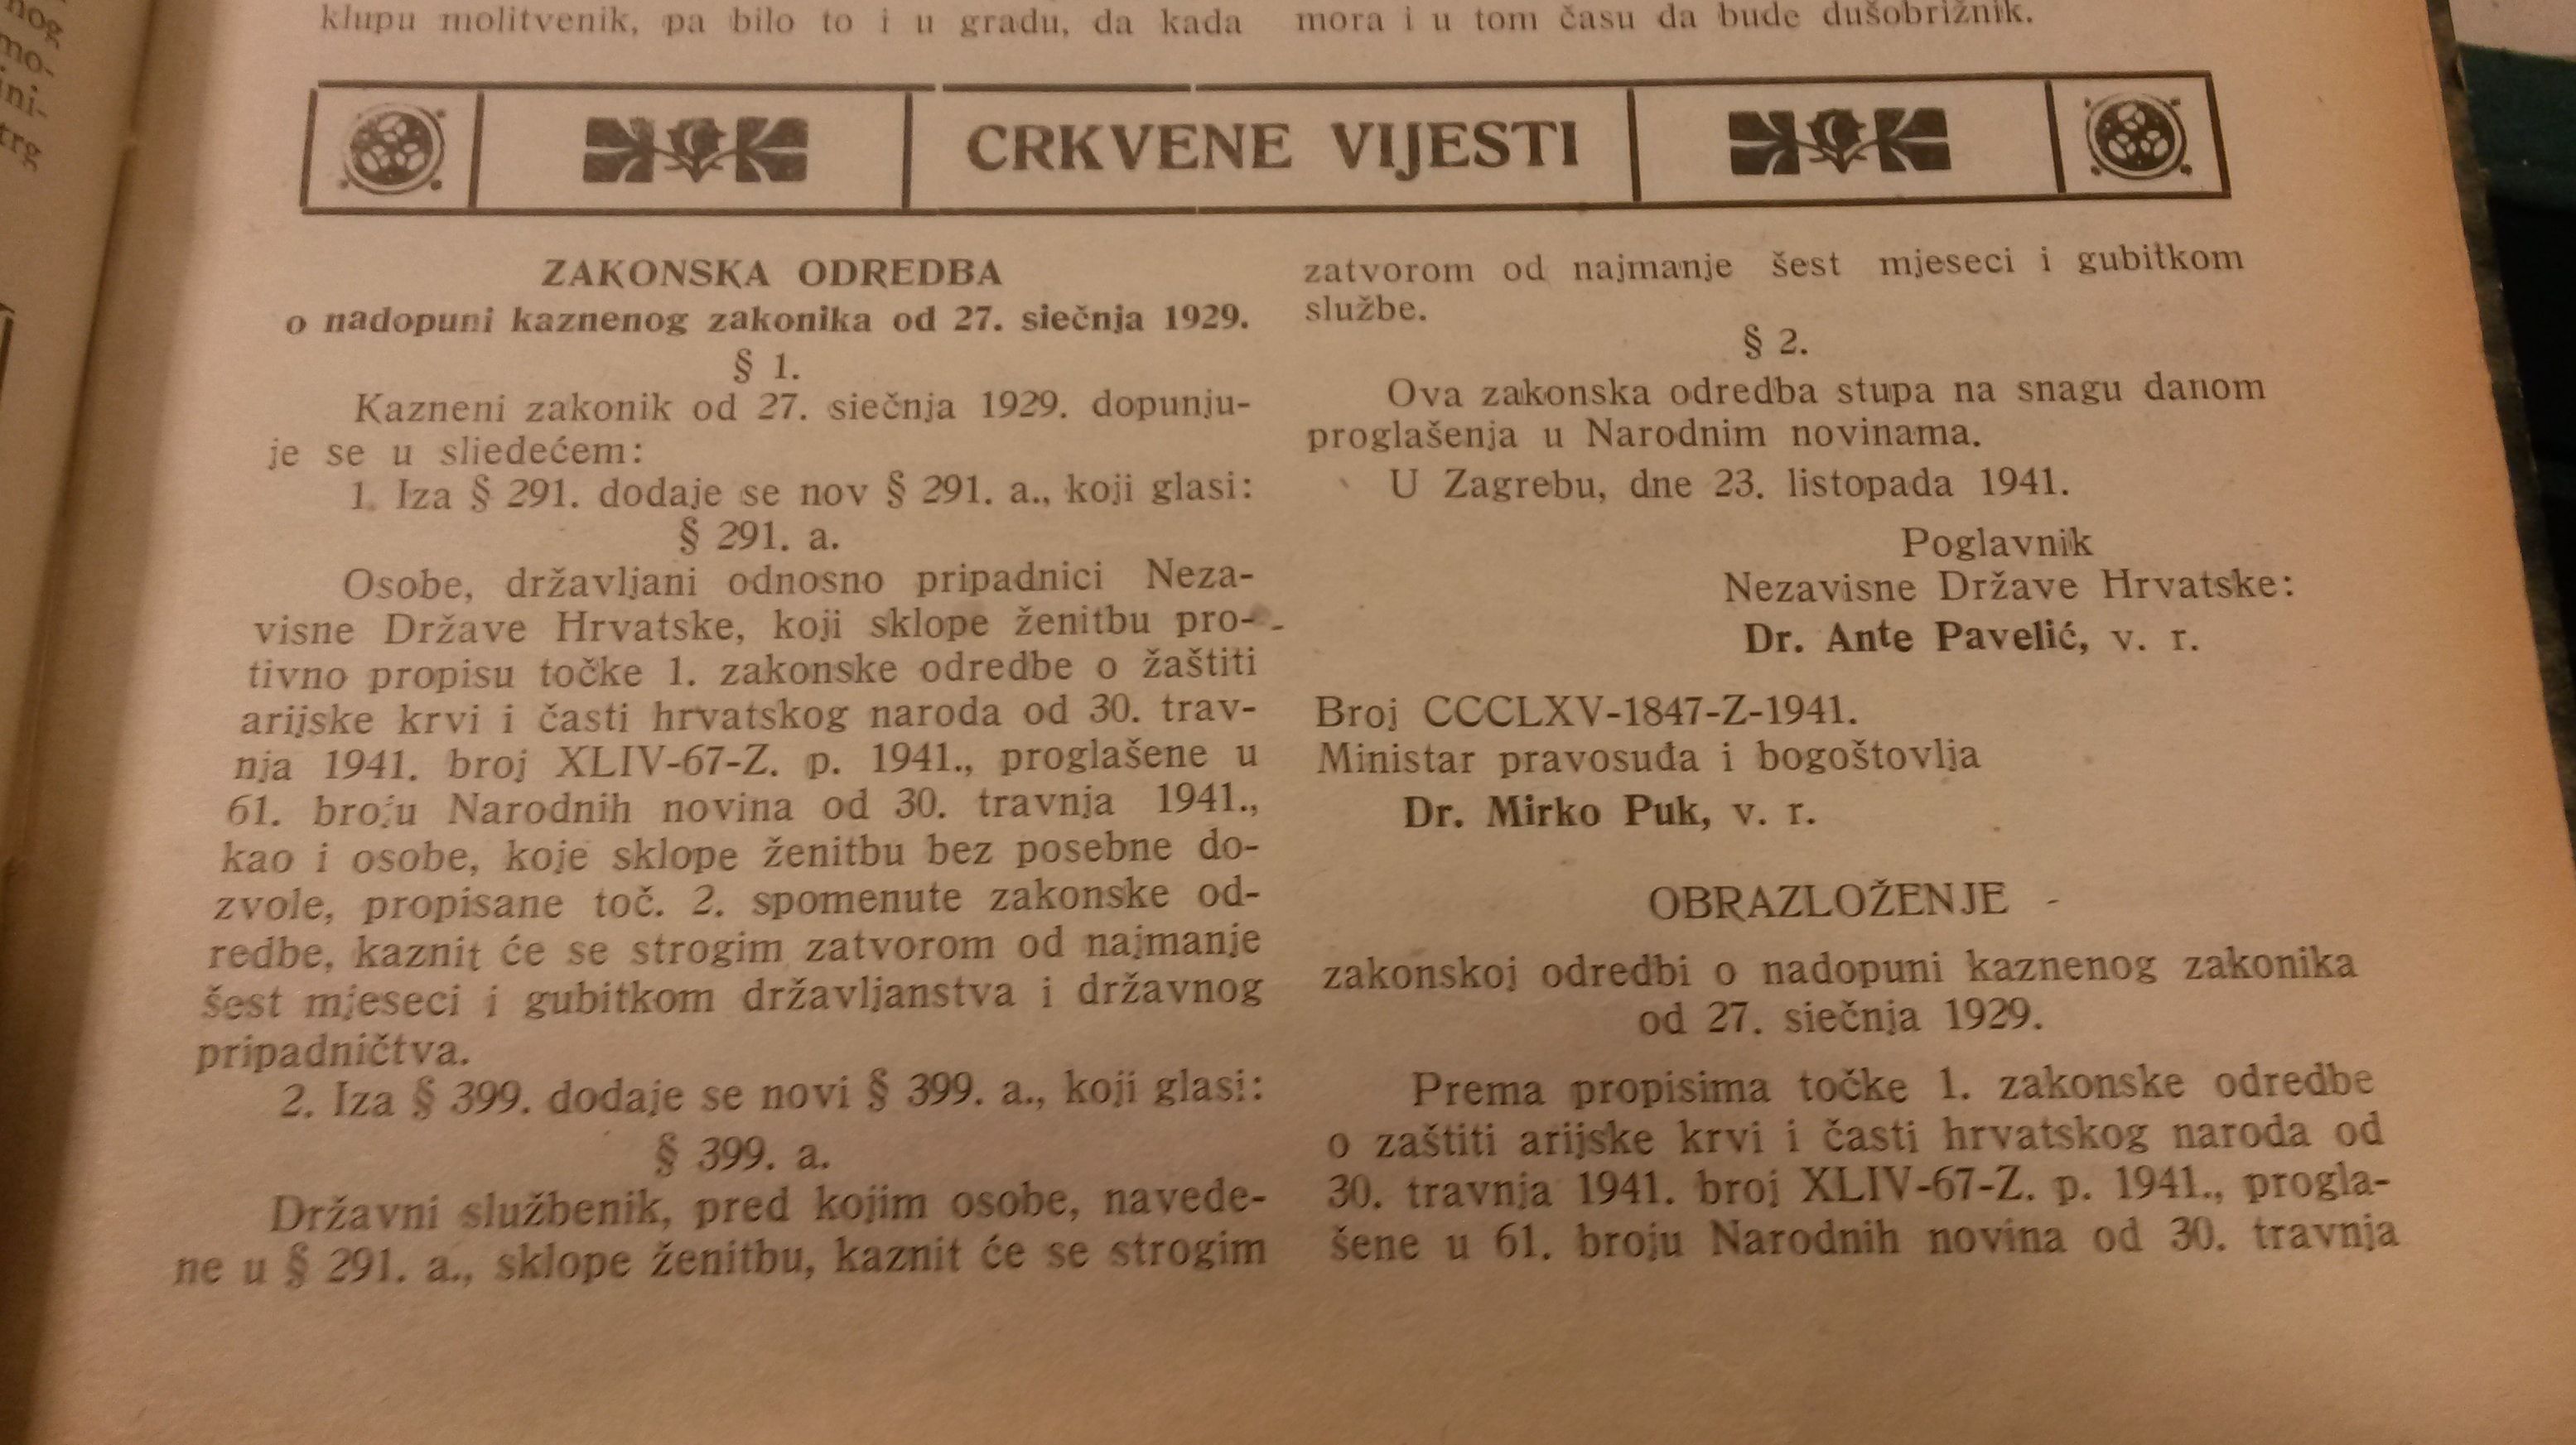 nog
mo-
ini-
trg
klupu molitvenik, pa bilo to i u gradu, da kada
mora i u tom času da bude dušobrižnik.
CRKVENE VIJESTI
ZAKONSKA ODREDBA
o nadopuni kaznenog zakonika od 27. siečnja 1929.
§ 1.
Kazneni zakonik od 27. siečnja 1929. dopunju-
je se u sliedećem:
1. Iza § 291. dodaje se nov § 291. a., koji glasi:
§ 291. a.
Osobe, državljani odnosno pripadnici Neza-
visne Države Hrvatske, koji sklope ženitbu pro-
tivno propisu točke 1. zakonske odredbe o žaštiti
arijske krvi i časti hrvatskog naroda od 30. trav-
nja 1941. broj XLIV-67-Z. p. 1941., proglašene u
61. broju Narodnih novina od 30. travnja 1941.,
kao i osobe, koje sklope ženitbu bez posebne do-
zvole, propisane toč. 2. spomenute zakonske od-
redbe, kaznit će se strogim zatvorom od najmanje
šest mjeseci i gubitkom državljanstva i državnog
pripadničtva.
2. Iza § 399. dodaje se novi § 399. a., koji glasi:
§ 399. a.
Državni službenik, pred kojim osobe, navede-
ne u § 291. a., sklope ženitbu, kaznit će se strogim
zatvorom od najmanje šest mjeseci i gubitkom
službe.
§ 2.
Ova zakonska odredba stupa na snagu danom
proglašenja u Narodnim novinama.
U Zagrebu, dne 23. listopada 1941.
Poglavnik
Nezavisne Države Hrvatske:
Dr. Ante Pavelić, v. r.
Broj CCCLXV-1847-Z-1941.
Ministar pravosuđa i bogoštovlja
Dr. Mirko Puk, v. r.
OBRAZLOŽENJE
zakonskoj odredbi o nadopuni kaznenog zakonika
od 27. siečnja 1929.
Prema propisima točke 1. zakonske odredbe
o zaštiti arijske krvi i časti hrvatskog naroda od
30. travnja 1941. broj XLIV-67-Z. p. 1941., progla-
šene u 61. broju Narodnih novina od 30. travnja